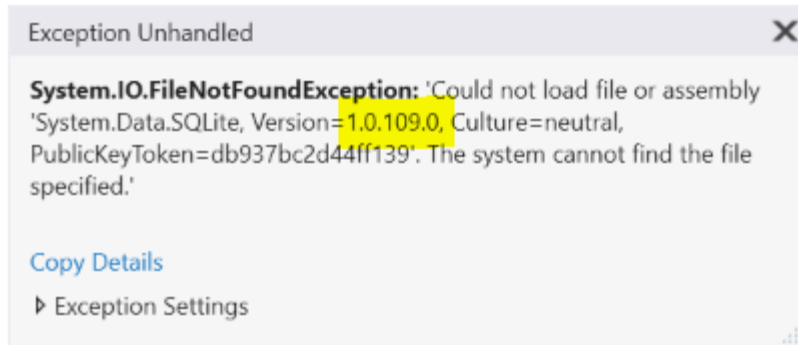 Exception Unhandled
System.IO.FileNotFoundException: 'Could not load file or assembly
'System.Data.SQLite, Version=1.0.109.0, Culture=neutral,
PublicKeyToken=db937bc2d44ff139'. The system cannot find the file
specified.'
Copy Details
Exception Settings